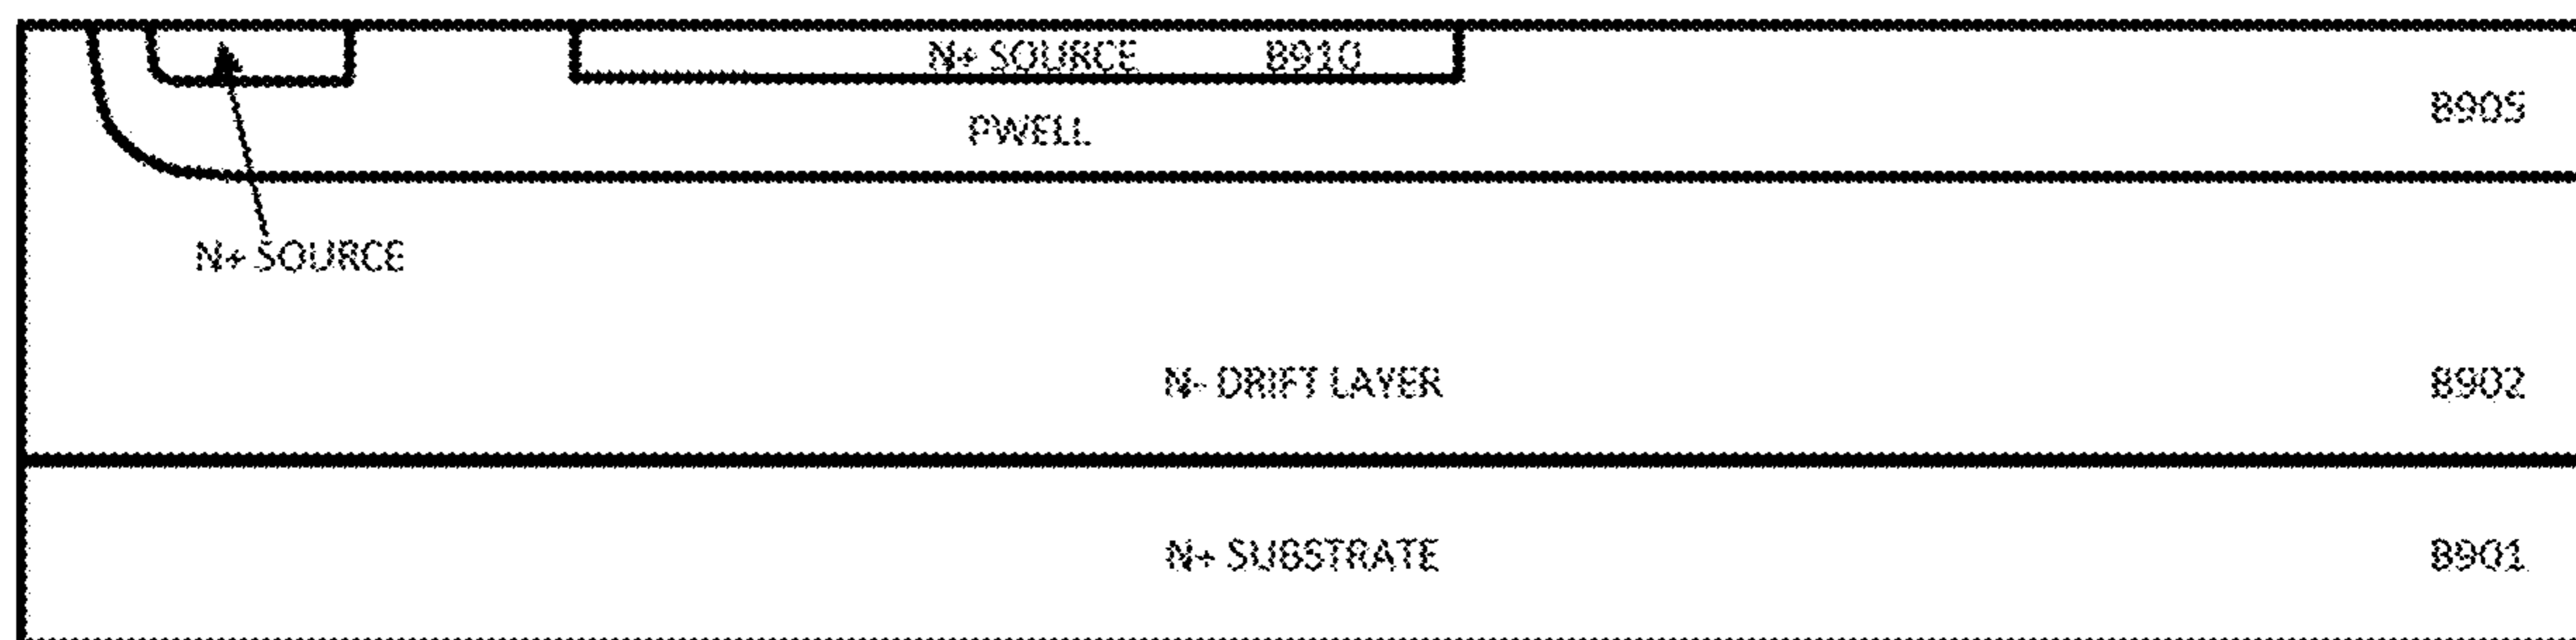 N+ SOURCE B910
B905
PWELL
N+ SOURCE
N- DRIFT LAYER B902
N+ SUBSTRATE B901